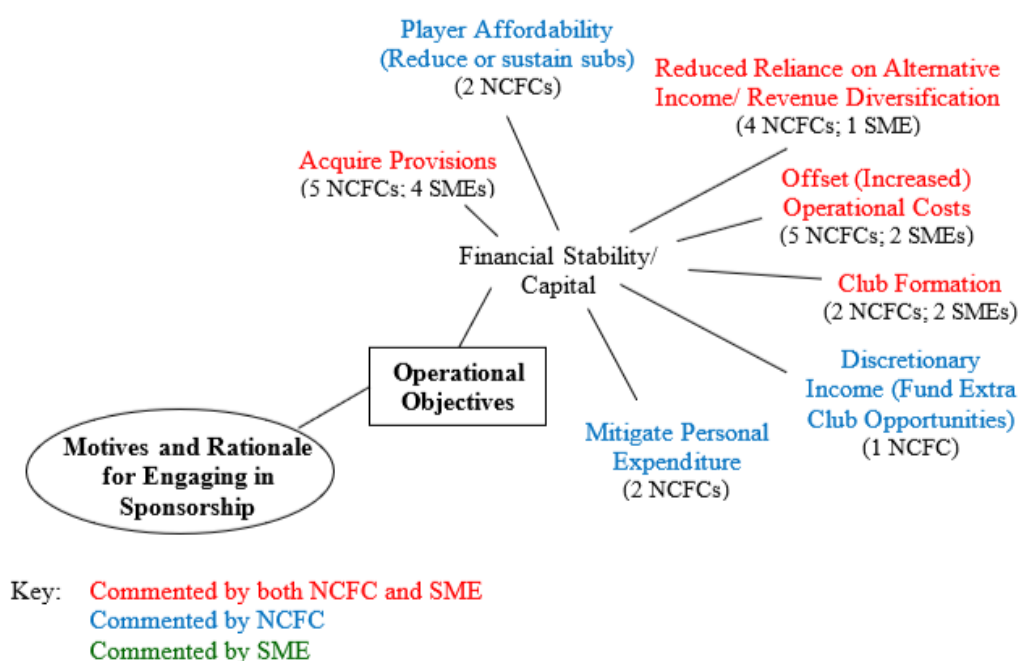 Player Affordability
(Reduce or sustain subs)
(2 NCFCs)
Reduced Reliance on Alternative
Income/ Revenue Diversification
(4 NCFCs; 1 SME)
Acquire Provisions
(5 NCFCs; 4 SMEs)
Offset (Increased)
Operational Costs
(5 NCFCs; 2 SMEs)
Financial Stability/
Capital
Club Formation
(2 NCFCs; 2 SMEs)
Operational
Objectives
Discretionary
Income (Fund Extra
Club Opportunities)
(1 NCFC)
Mitigate Personal
Expenditure
(2 NCFCs)
Motives and Rationale
for Engaging in
Sponsorship
Key: Commented by both NCFC and SME
Commented by NCFC
Commented by SME